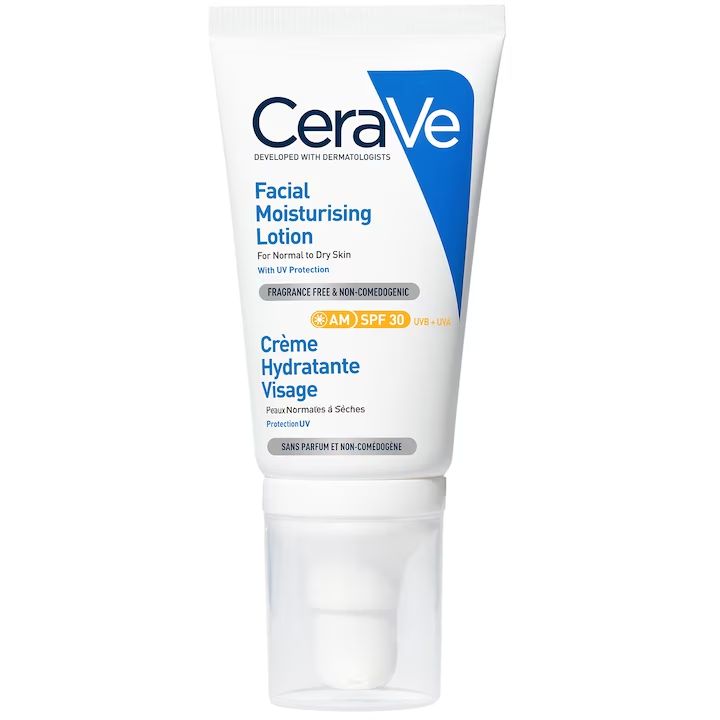 CeraVe
DEVELOPED WITH DERMATOLOGISTS
Facial
Moisturising
Lotion
For Normal to Dry Skin
With UV Protection
FRAGRANCE FREE & NON-COMEDOGENIC
AM SPF 30 UVB + UVA
Crème
Hydratante
Visage
Peaux Normales á Sèches
Protection UV
SANS PARFUM ET NON-COMÉDOGÈNE